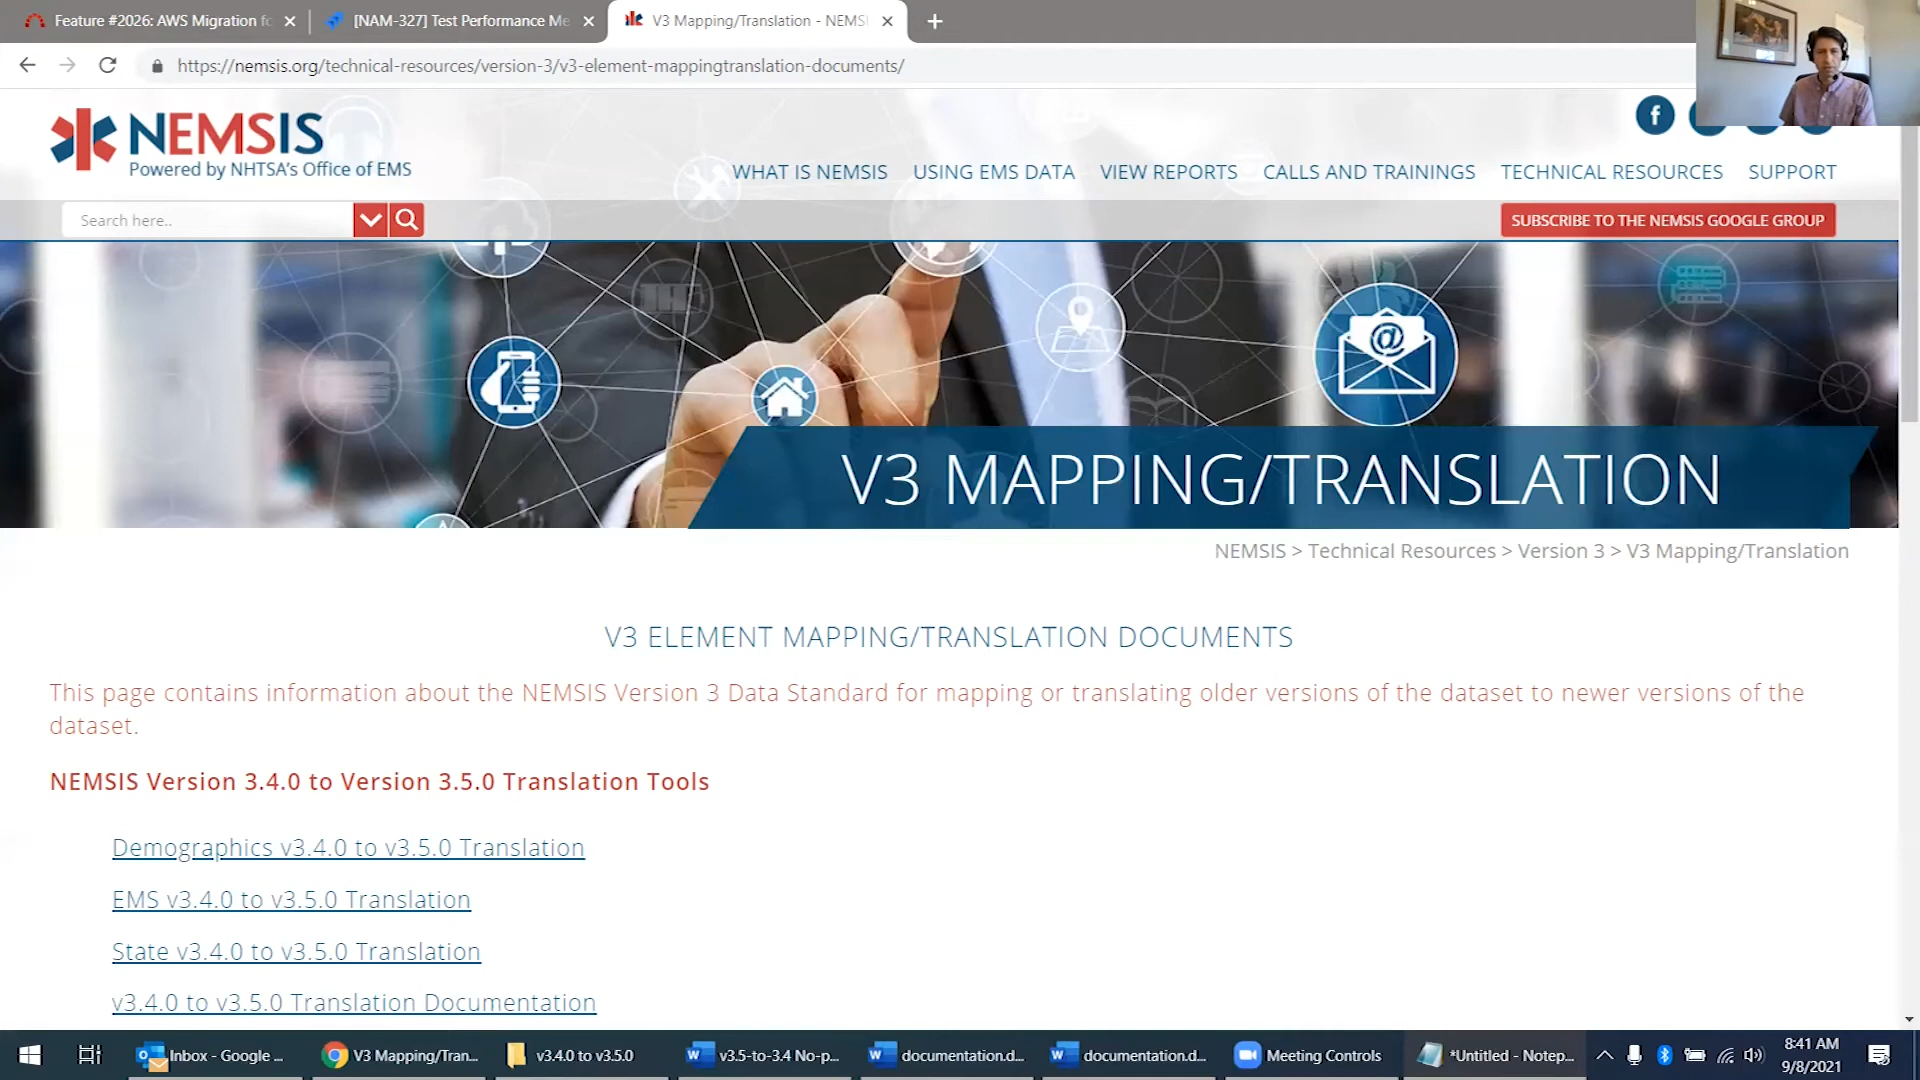 Feature #2026: AWS Migration fo
[NAM-327] Test Performance Me
V3 Mapping/Translation - NEMSI
https://nemsis.org/technical-resources/version-3/v3-element-mappingtranslation-documents/
NEMSIS
Powered by NHTSA's Office of EMS
WHAT IS NEMSIS USING EMS DATA VIEW REPORTS CALLS AND TRAININGS TECHNICAL RESOURCES SUPPORT
Search here..
SUBSCRIBE TO THE NEMSIS GOOGLE GROUP
V3 MAPPING/TRANSLATION
NEMSIS > Technical Resources > Version 3 > V3 Mapping/Translation
V3 ELEMENT MAPPING/TRANSLATION DOCUMENTS
This page contains information about the NEMSIS Version 3 Data Standard for mapping or translating older versions of the dataset to newer versions of the
dataset.
NEMSIS Version 3.4.0 to Version 3.5.0 Translation Tools
Demographics v3.4.0 to v3.5.0 Translation
EMS v3.4.0 to v3.5.0 Translation
State v3.4.0 to v3.5.0 Translation
v3.4.0 to v3.5.0 Translation Documentation
Inbox - Google ...
V3 Mapping/Tran...
v3.4.0 to v3.5.0
v3.5-to-3.4 No-p...
documentation.d...
documentation.d...
Meeting Controls
*Untitled - Notep...
8:41 AM
9/8/2021